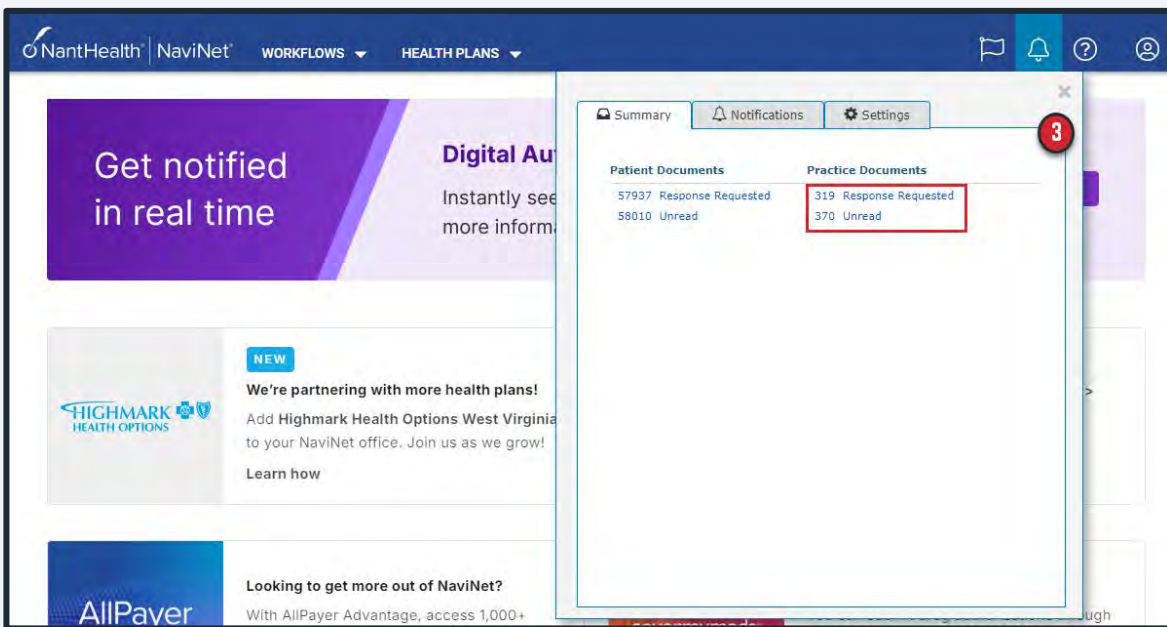 NantHealth® | NaviNet® WORKFLOWS HEALTH PLANS
Get notified
in real time
Digital Au
Instantly see
more inform
Summary Notifications Settings
3
Patient Documents Practice Documents
57937 Response Requested 319 Response Requested
58010 Unread 370 Unread
HIGHMARK
HEALTH OPTIONS
NEW
We're partnering with more health plans!
Add Highmark Health Options West Virginia
to your NaviNet office. Join us as we grow!
Learn how
AllPayer
Looking to get more out of NaviNet?
With AllPayer Advantage, access 1,000+
ough